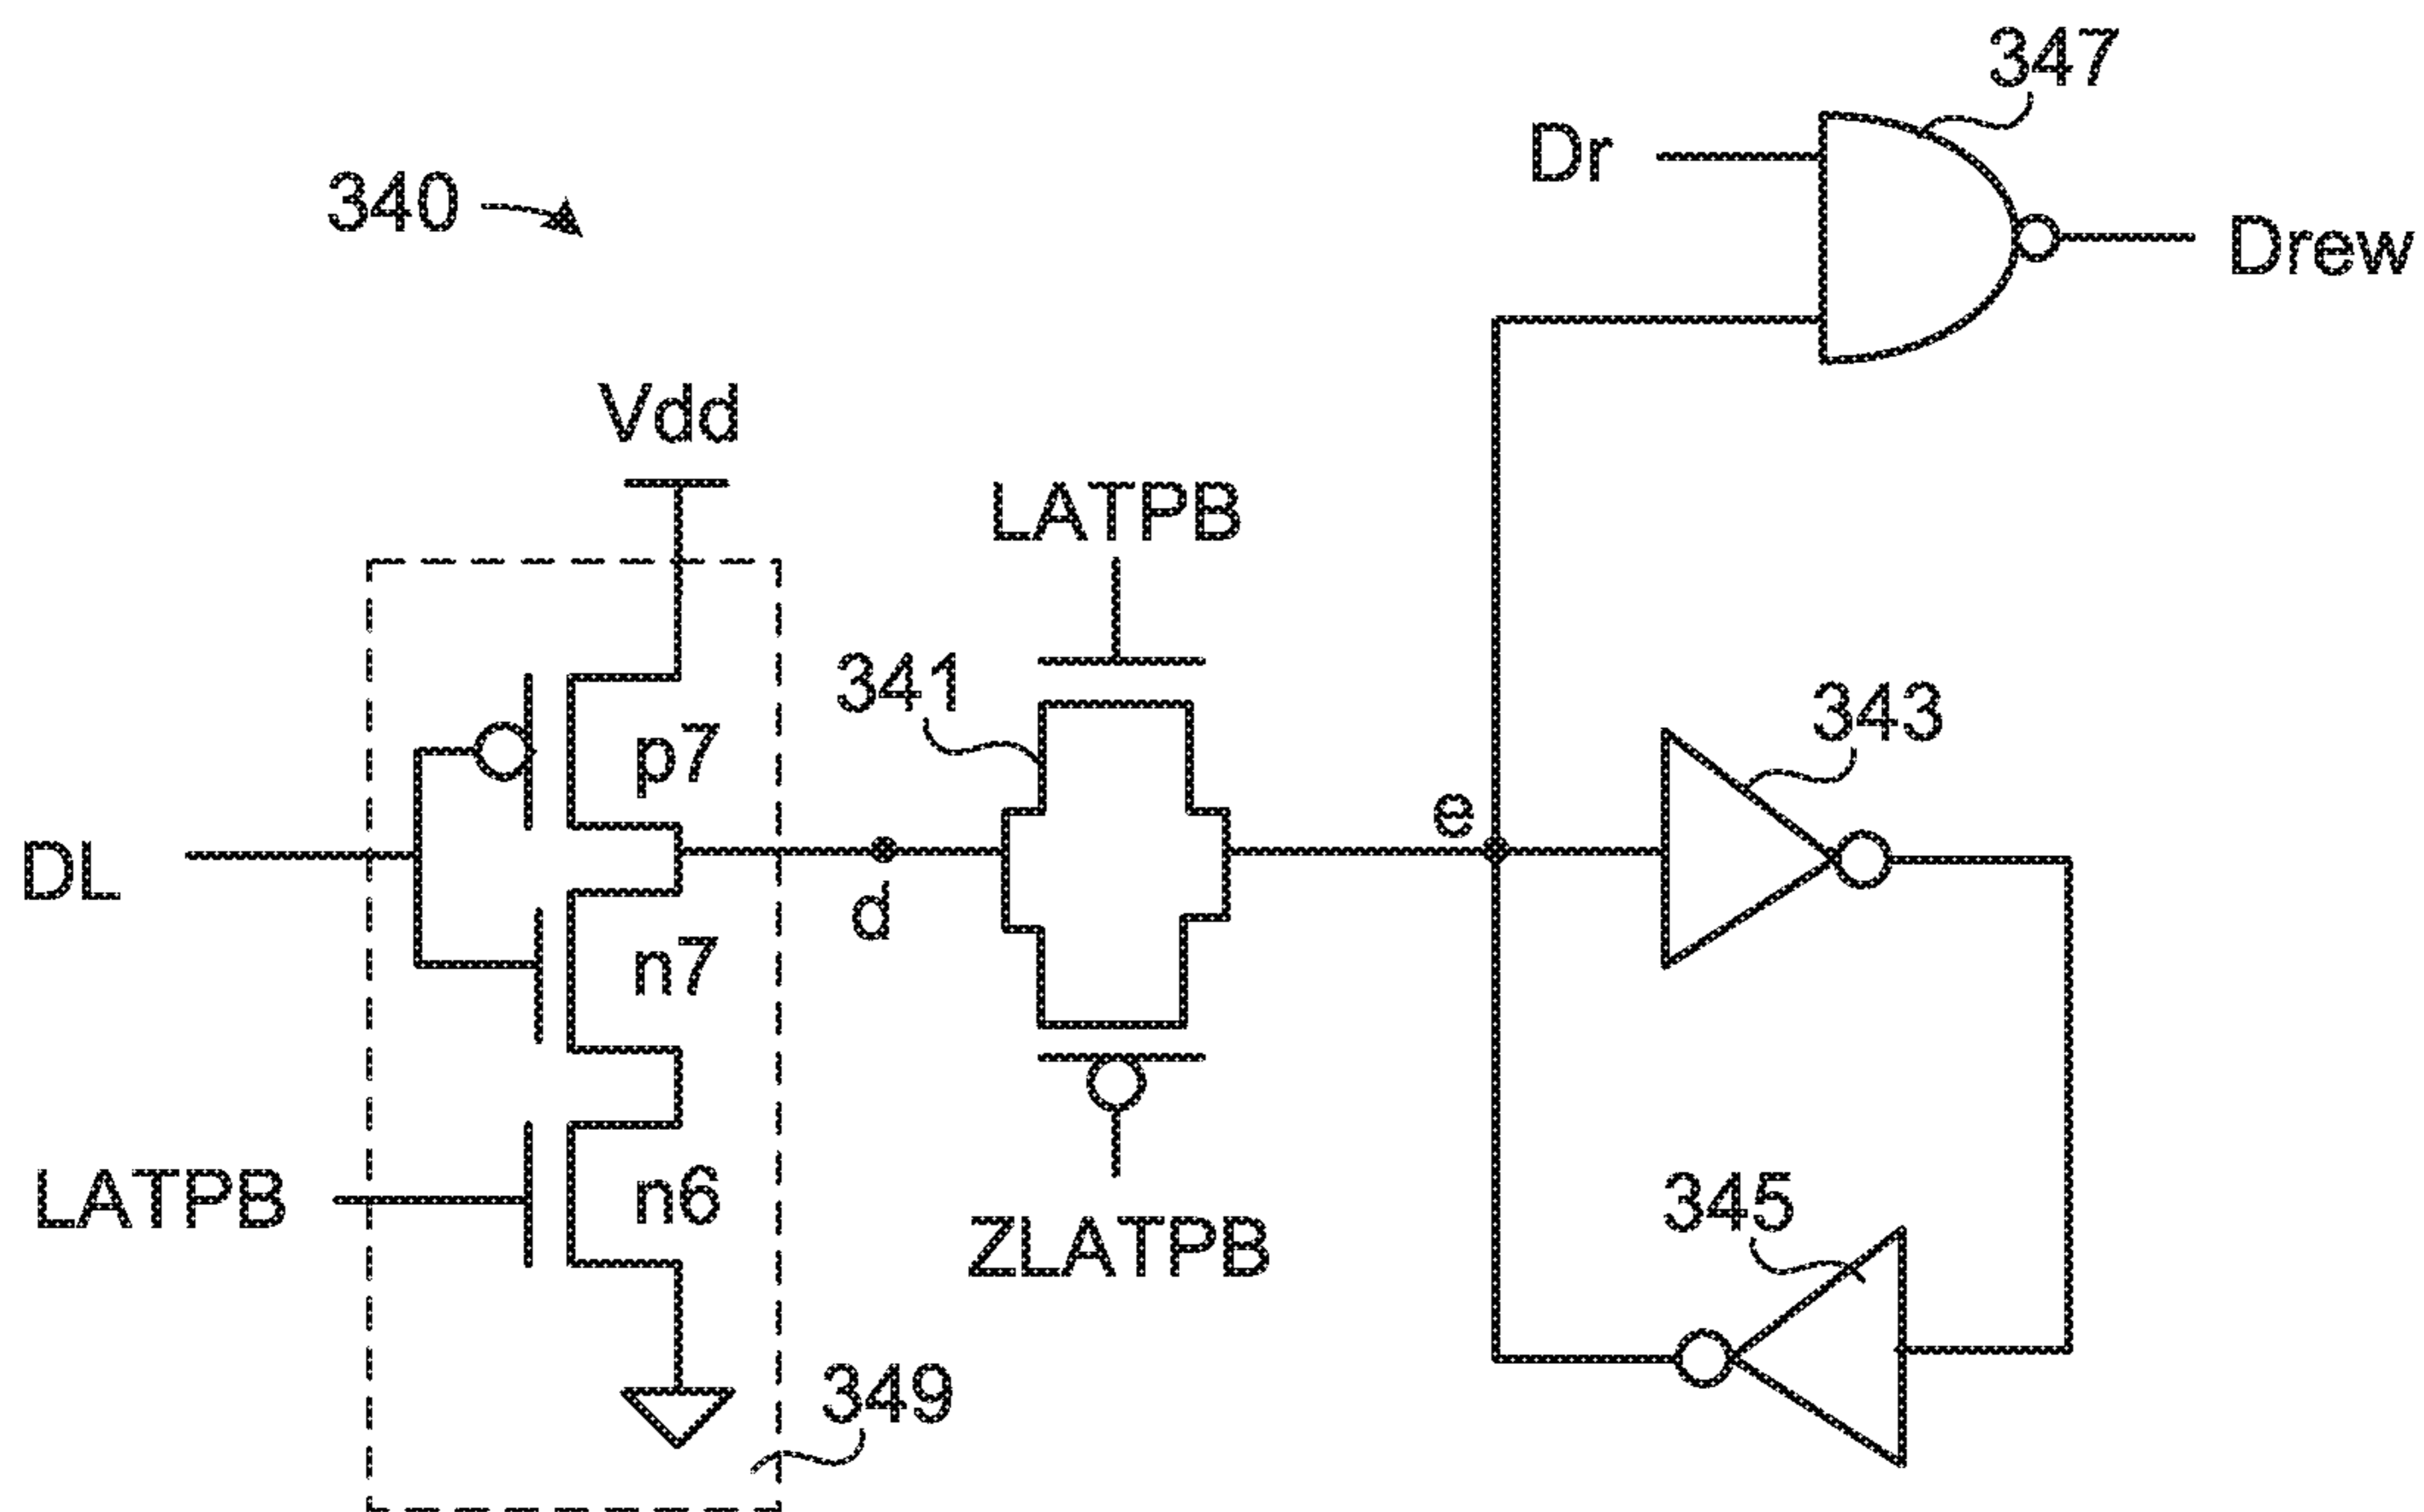 347
Dr
340
Drew
Vdd
LATPB
341
343
p7
e
DL
d
n7
345
LATPB
n6
ZLATPB
349